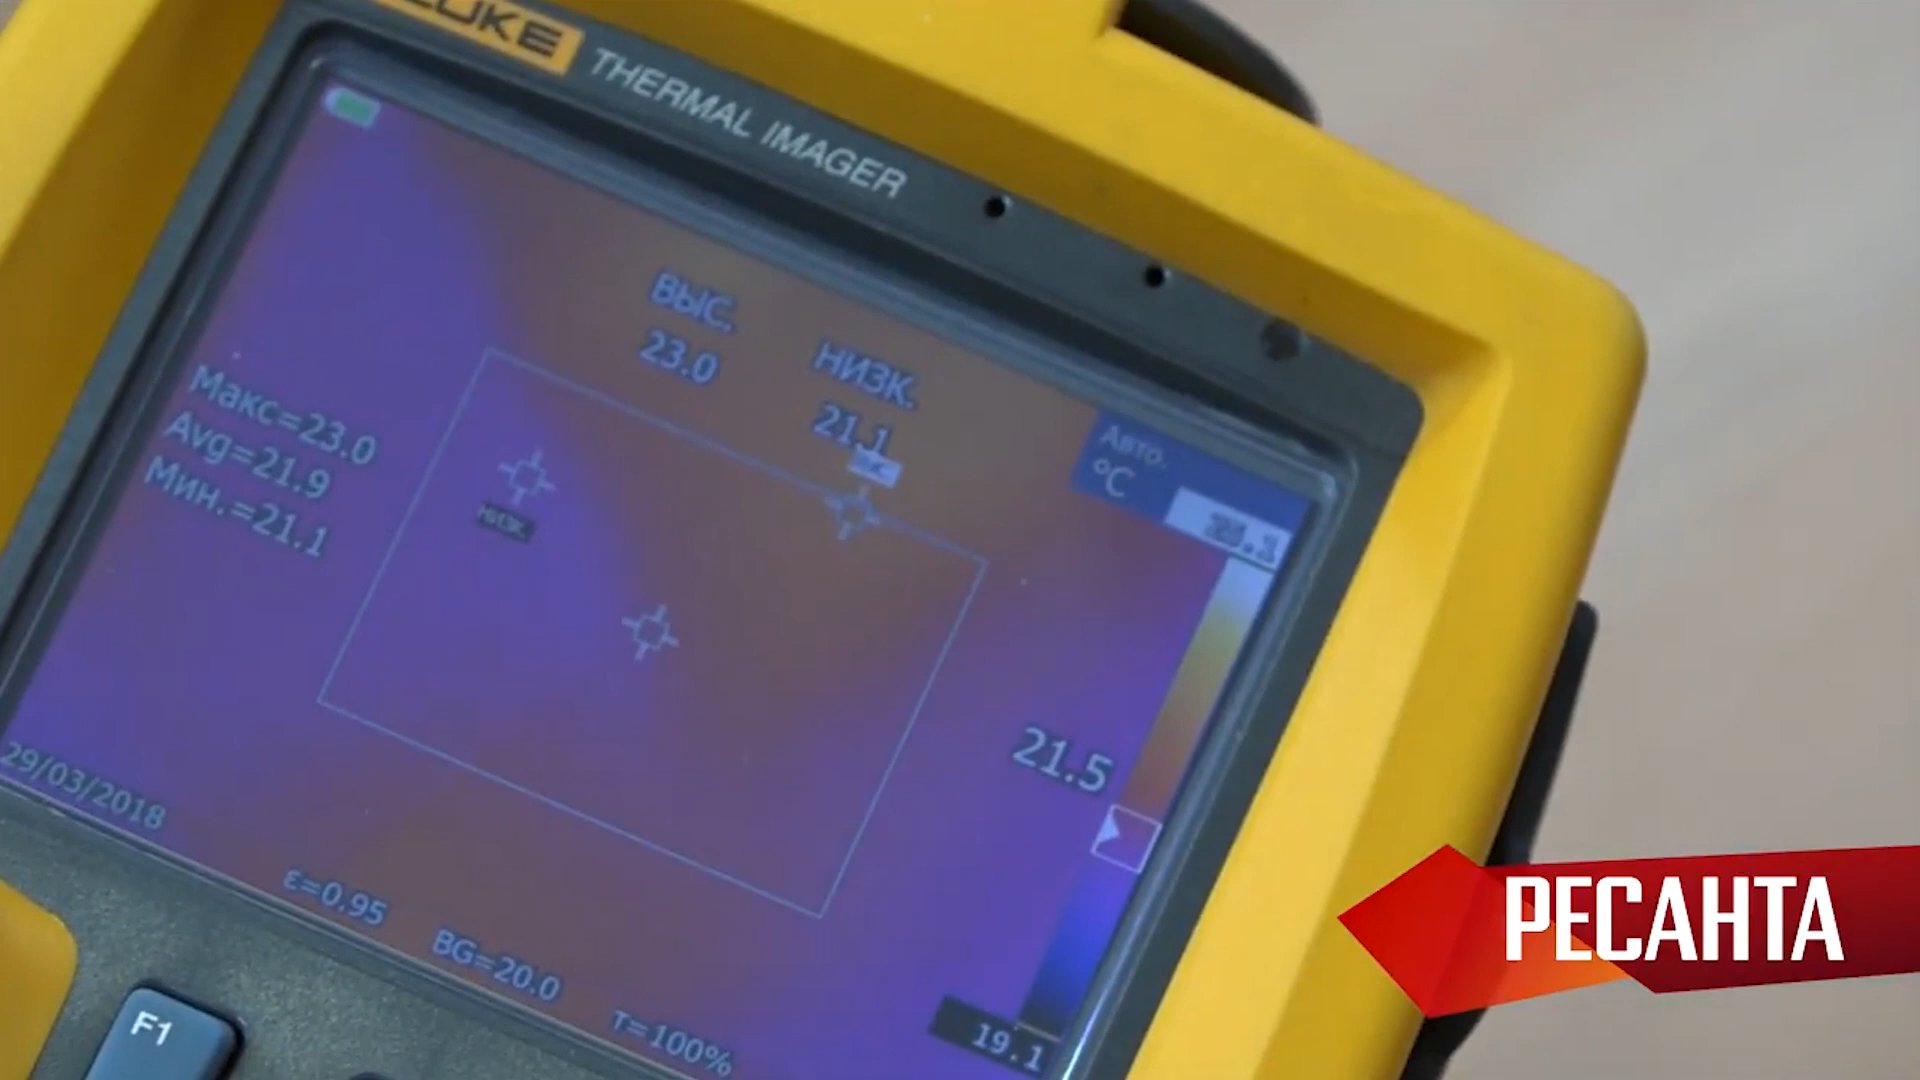 THERMAL IMAGER
ВЫС.
23.0
НИЗК.
21.1
Макс=23.0
Avg=21.9
Мин.=21.1
НИЗК.
Авто.
°C
21.5
29/03/2018
ε=0.95
BG=20.0
τ=100%
19.1
F1
РЕСАНТА